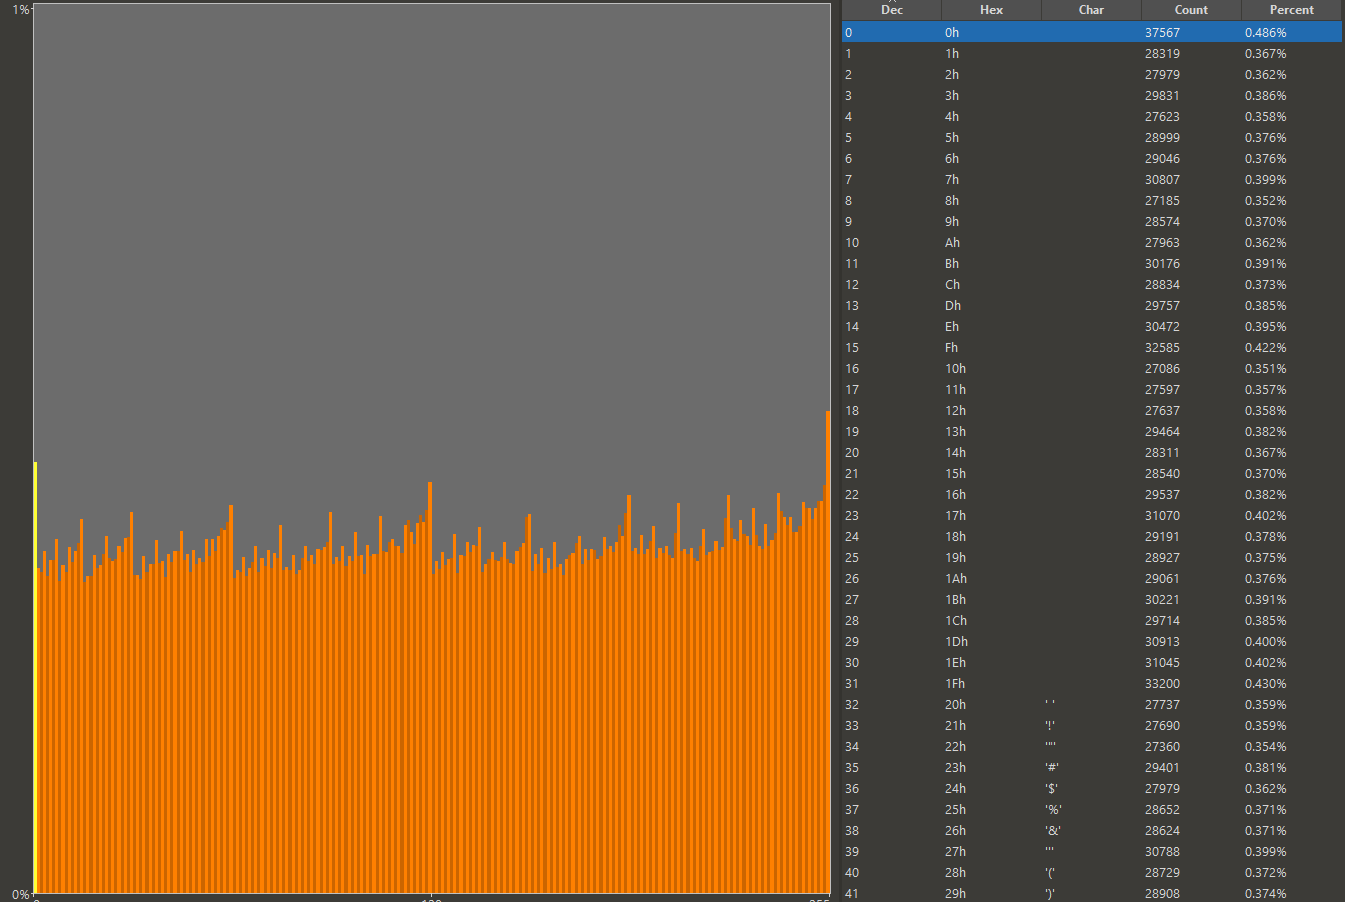 1%
0%
Dec Hex Char Count Percent
0 0h 37567 0.486%
1 1h 28319 0.367%
2 2h 27979 0.362%
3 3h 29831 0.386%
4 4h 27623 0.358%
5 5h 28999 0.376%
6 6h 29046 0.376%
7 7h 30807 0.399%
8 8h 27185 0.352%
9 9h 28574 0.370%
10 Ah 27963 0.362%
11 Bh 30176 0.391%
12 Ch 28834 0.373%
13 Dh 29757 0.385%
14 Eh 30472 0.395%
15 Fh 32585 0.422%
16 10h 27086 0.351%
17 11h 27597 0.357%
18 12h 27637 0.358%
19 13h 29464 0.382%
20 14h 28311 0.367%
21 15h 28540 0.370%
22 16h 29537 0.382%
23 17h 31070 0.402%
24 18h 29191 0.378%
25 19h 28927 0.375%
26 1Ah 29061 0.376%
27 1Bh 30221 0.391%
28 1Ch 29714 0.385%
29 1Dh 30913 0.400%
30 1Eh 31045 0.402%
31 1Fh 33200 0.430%
32 20h ' ' 27737 0.359%
33 21h '!' 27690 0.359%
34 22h '"' 27360 0.354%
35 23h '#' 29401 0.381%
36 24h '$' 27979 0.362%
37 25h '%' 28652 0.371%
38 26h '&' 28624 0.371%
39 27h ''' 30788 0.399%
40 28h '(' 28729 0.372%
41 29h ')' 28908 0.374%